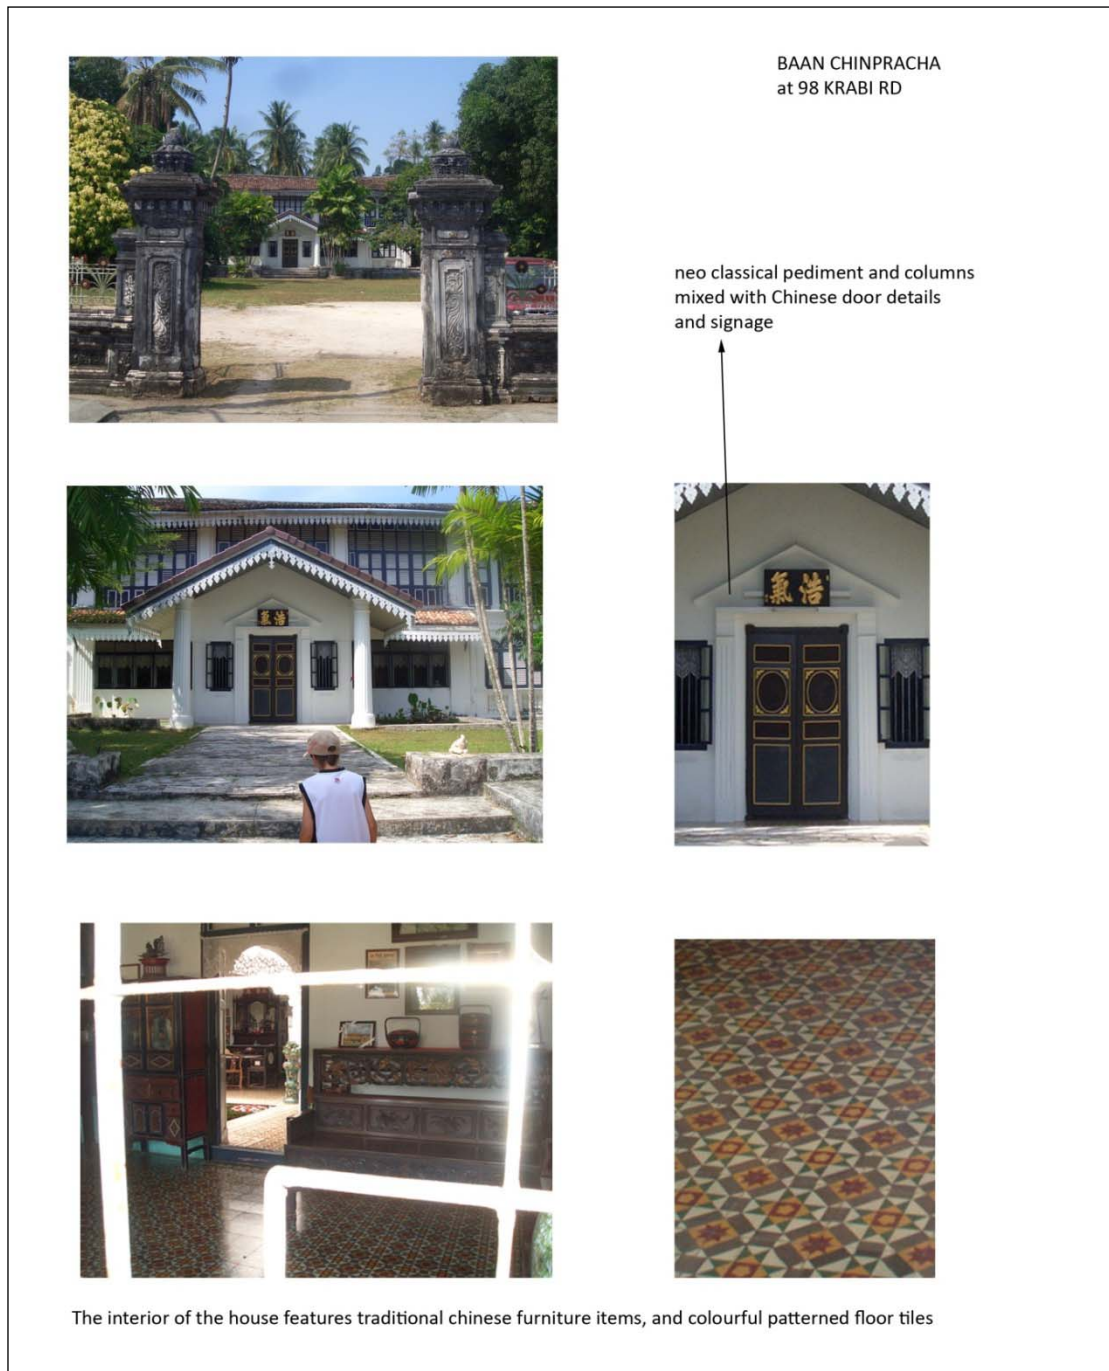 BAAN CHINPRACHA
at 98 KRABI RD
neo classical pediment and columns
mixed with Chinese door details
and signage
氣浩
氣浩
The interior of the house features traditional chinese furniture items, and colourful patterned floor tiles